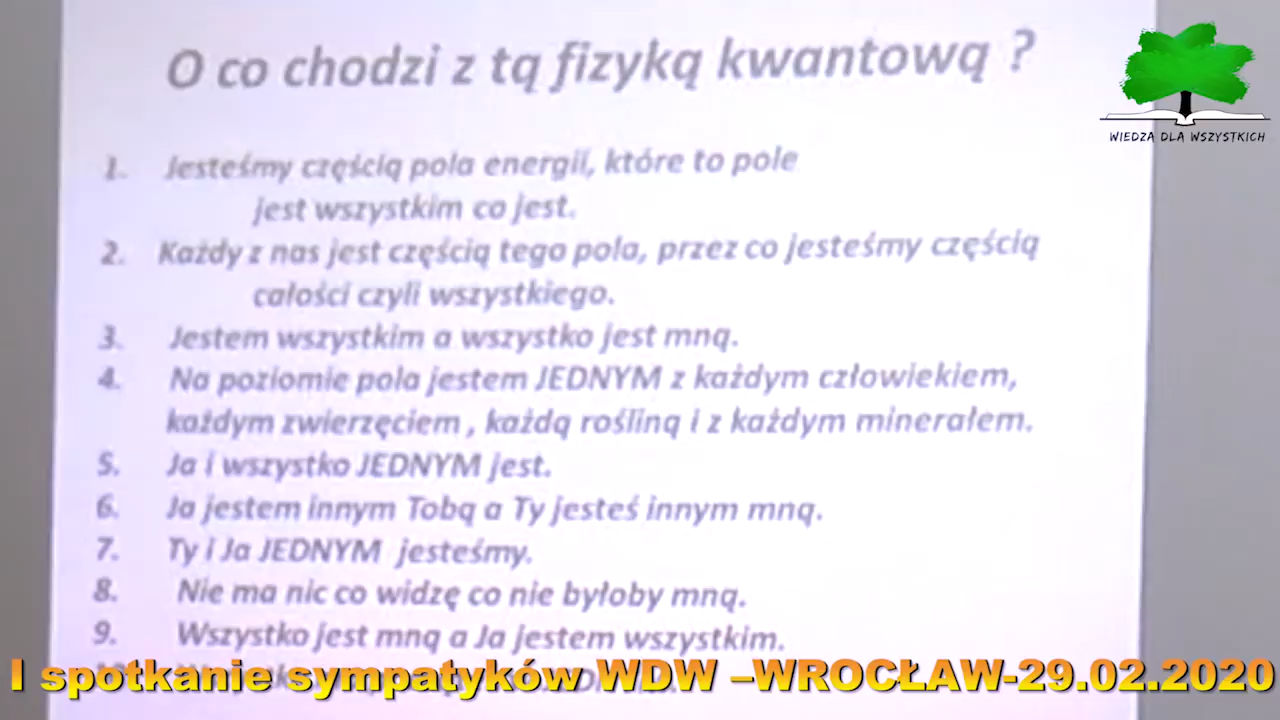 O co chodzi z tą fizyką kwantową ?
WIEDZA DLA WSZYSTKICH
1. Jesteśmy częścią pola energii, które to pole
jest wszystkim co jest.
2. Każdy z nas jest częścią tego pola, przez co jesteśmy częścią
całości czyli wszystkiego.
3. Jestem wszystkim a wszystko jest mną.
4. Na poziomie pola jestem JEDNYM z każdym człowiekiem,
każdym zwierzęciem , każdą rośliną i z każdym minerałem.
5. Ja i wszystko JEDNYM jest.
6. Ja jestem innym Tobą a Ty jesteś innym mną.
7. Ty i Ja JEDNYM jesteśmy.
8. Nie ma nic co widzę co nie byłoby mną.
9. Wszystko jest mną a Ja jestem wszystkim.
I spotkanie sympatyków WDW –WROCŁAW-29.02.2020